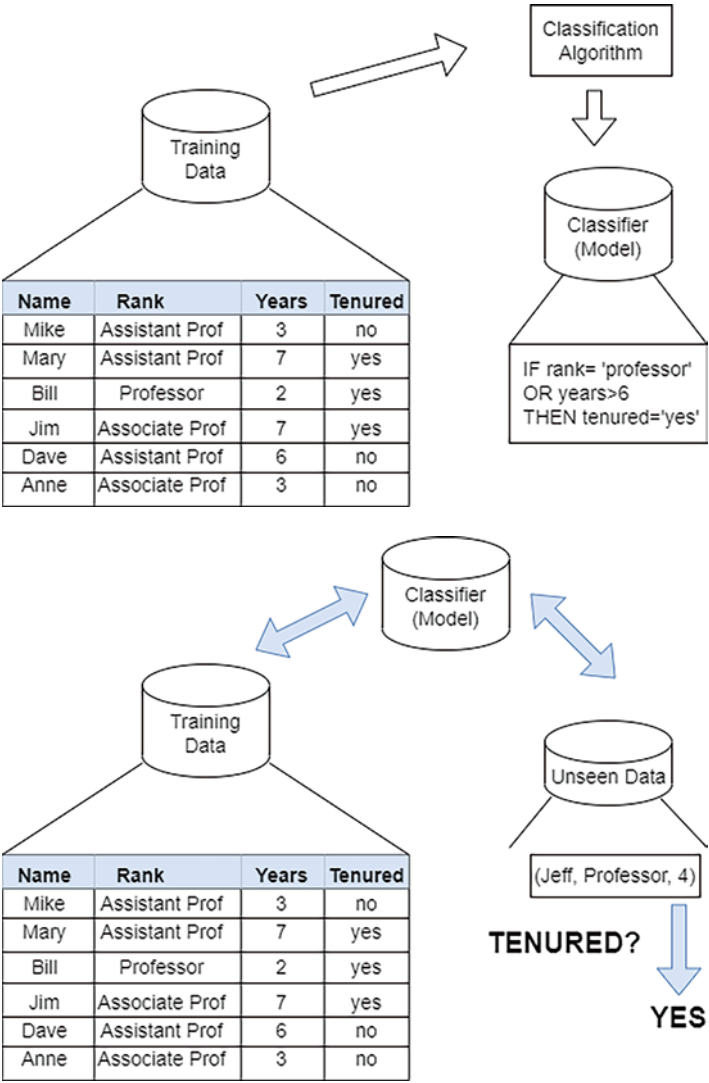 Classification
Algorithm
Training
Data
Classifier
(Model)
Name Rank Years Tenured
Mike Assistant Prof 3 no
Mary Assistant Prof 7 yes
Bill Professor 2 yes
Jim Associate Prof 7 yes
Dave Assistant Prof 6 no
Anne Associate Prof 3 no
IF rank= 'professor'
OR years>6
THEN tenured='yes'
Classifier
(Model)
Training
Data
Unseen Data
Name Rank Years Tenured
Mike Assistant Prof 3 no
Mary Assistant Prof 7 yes
Bill Professor 2 yes
Jim Associate Prof 7 yes
Dave Assistant Prof 6 no
Anne Associate Prof 3 no
(Jeff, Professor, 4)
TENURED?
YES